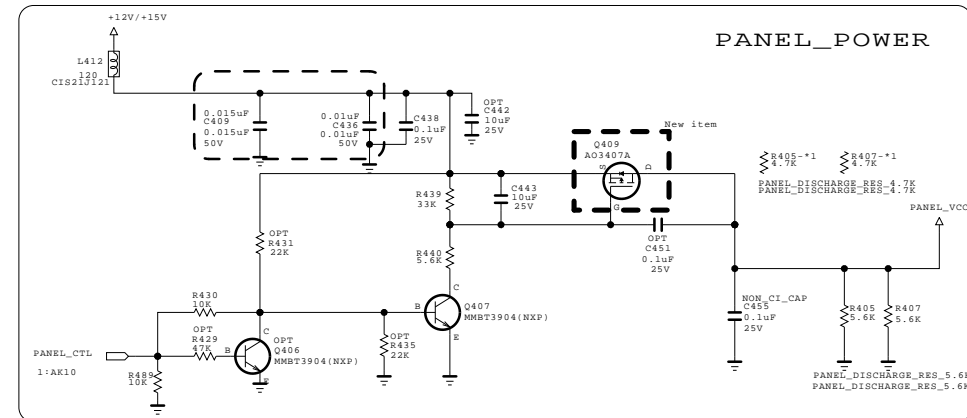 PANEL_POWER
+12V/+15V
L412
120
CIS21J121
0.015uF
C409
0.015uF
50V
0.01uF
C436
0.01uF
50V
C438
0.1uF
25V
OPT
C442
10uF
25V
New item
Q409
AO3407A
S
D
G
R405-*1
4.7K
R407-*1
4.7K
PANEL_DISCHARGE_RES_4.7K
PANEL_DISCHARGE_RES_4.7K
PANEL_VCC
R439
33K
C443
10uF
25V
OPT
R431
22K
R440
5.6K
OPT
C451
0.1uF
25V
R430
10K
C
B
Q407
MMBT3904(NXP)
E
NON_CI_CAP
C455
0.1uF
25V
R405
5.6K
R407
5.6K
OPT
R429
47K
C
B
OPT
Q406
MMBT3904(NXP)
E
OPT
R435
22K
PANEL_CTL
1:AK10
R489
10K
PANEL_DISCHARGE_RES_5.6K
PANEL_DISCHARGE_RES_5.6K